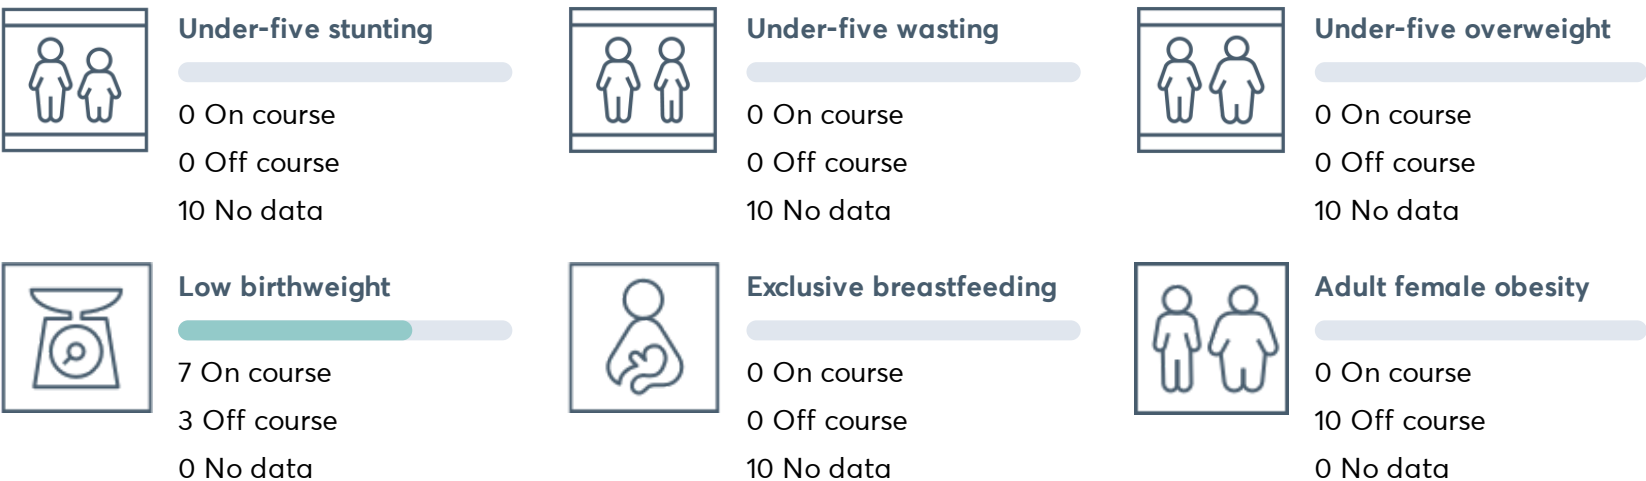 Under-five stunting
0 On course
0 Off course
10 No data
Under-five wasting
0 On course
0 Off course
10 No data
Under-five overweight
0 On course
0 Off course
10 No data
Low birthweight
7 On course
3 Off course
0 No data
Exclusive breastfeeding
0 On course
0 Off course
10 No data
Adult female obesity
0 On course
10 Off course
0 No data